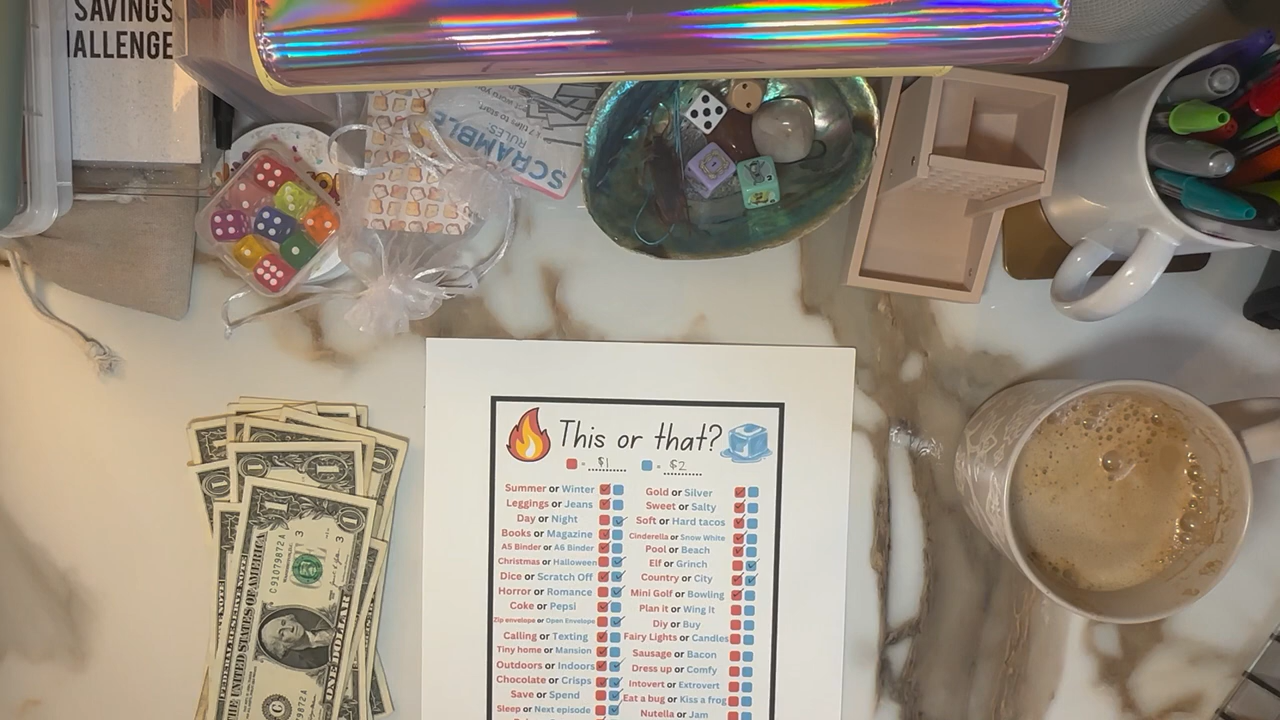 SAVINGS
HALLENGE
SCRAMBLE
RULES:
This or that?
= $1 = $2
Summer or Winter
Leggings or Jeans
Day or Night
Books or Magazine
A5 Binder or A6 Binder
Christmas or Halloween
Dice or Scratch Off
Horror or Romance
Coke or Pepsi
Zip envelope or Open Envelope
Calling or Texting
Tiny home or Mansion
Outdoors or Indoors
Chocolate or Crisps
Save or Spend
Sleep or Next episode
Gold or Silver
Sweet or Salty
Soft or Hard tacos
Cinderella or Snow White
Pool or Beach
Elf or Grinch
Country or City
Mini Golf or Bowling
Plan it or Wing It
Diy or Buy
Fairy Lights or Candles
Sausage or Bacon
Dress up or Comfy
Intovert or Extrovert
Eat a bug or Kiss a frog
Nutella or Jam
C91079872A
THE UNITED STATES OF AMERICA
ONE DOLLAR